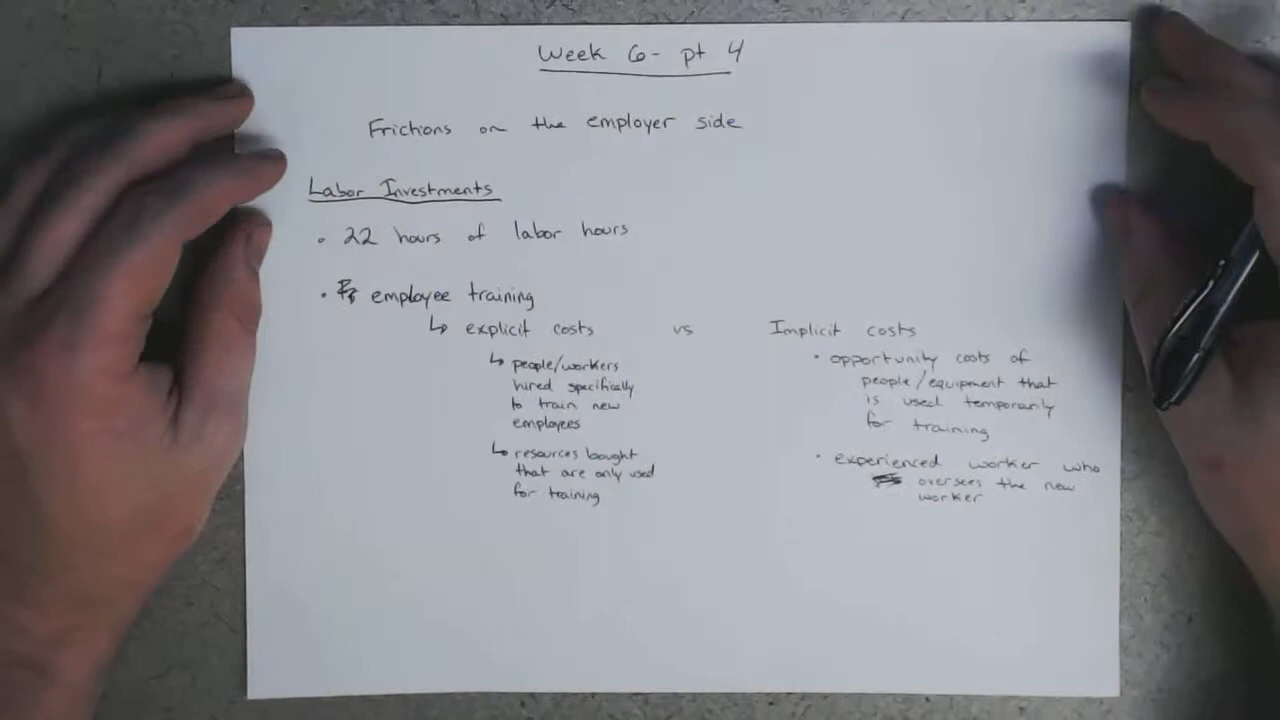 Week 6- pt 4
Frictions on the employer side
Labor Investments
• 22 hours of labor hours
• employee training
↳ explicit costs vs Implicit costs
↳ people/workers
hired specifically
to train new
employees
↳ resources bought
that are only used
for training
• opportunity costs of
people/equipment that
is used temporarily
for training
• experienced worker who
oversees the new
worker